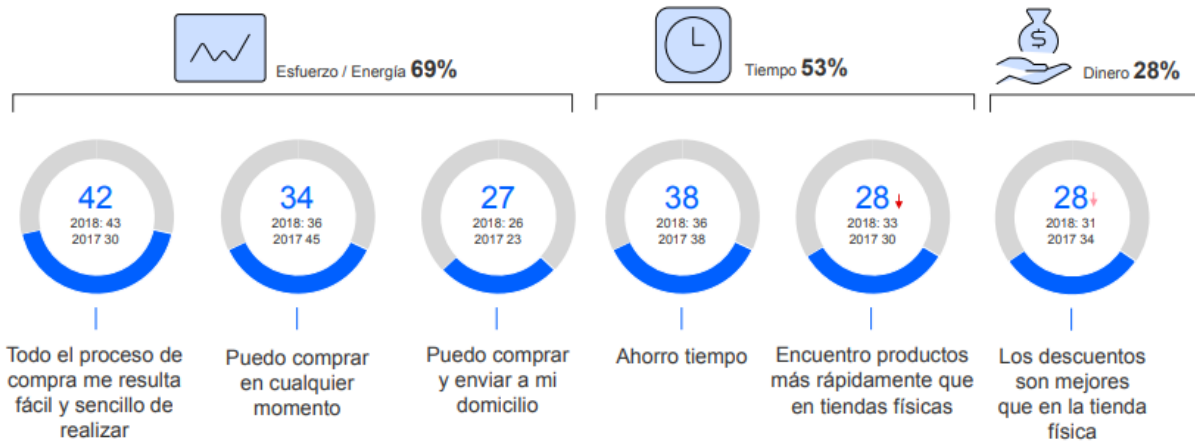 Esfuerzo / Energía 69%
Tiempo 53%
$
Dinero 28%
42
2018: 43
2017 30
34
2018: 36
2017 45
27
2018: 26
2017 23
38
2018: 36
2017 38
28
2018: 33
2017 30
28
2018: 31
2017 34
Todo el proceso de
compra me resulta
fácil y sencillo de
realizar
Puedo comprar
en cualquier
momento
Puedo comprar
y enviar a mi
domicilio
Ahorro tiempo
Encuentro productos
más rápidamente que
en tiendas físicas
Los descuentos
son mejores
que en la tienda
física